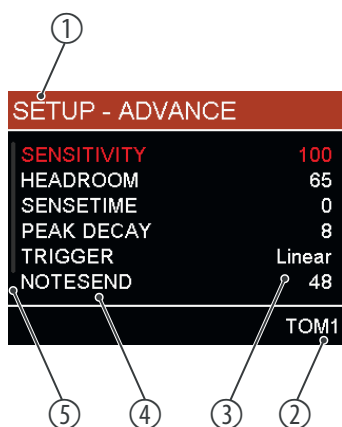 ①
SETUP - ADVANCE
SENSITIVITY 100
HEADROOM 65
SENSETIME 0
PEAK DECAY 8
TRIGGER Linear
NOTESEND 48
TOM1
⑤ ④ ③ ②